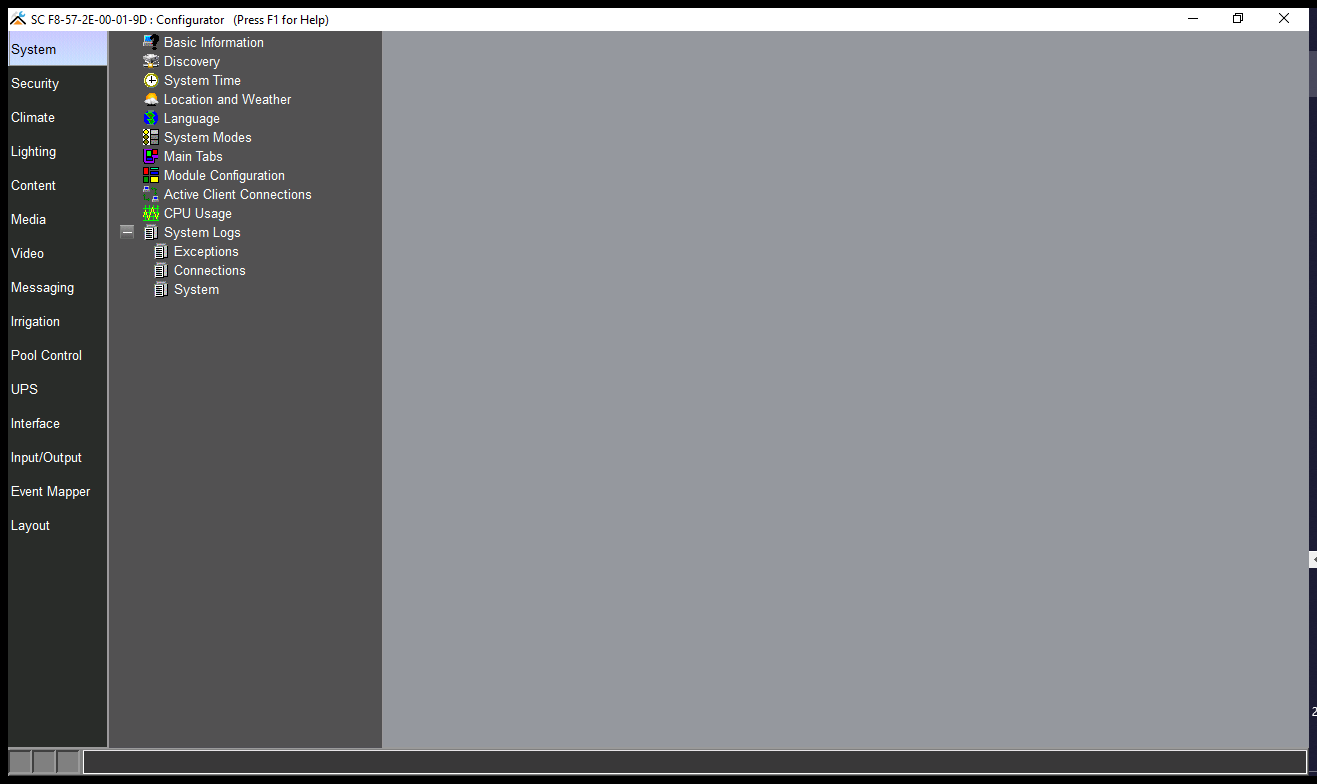 SC F8-57-2E-00-01-9D : Configurator   (Press F1 for Help)
System
Security
Climate
Lighting
Content
Media
Video
Messaging
Irrigation
Pool Control
UPS
Interface
Input/Output
Event Mapper
Layout
Basic Information
Discovery
System Time
Location and Weather
Language
System Modes
Main Tabs
Module Configuration
Active Client Connections
CPU Usage
System Logs
Exceptions
Connections
System
2